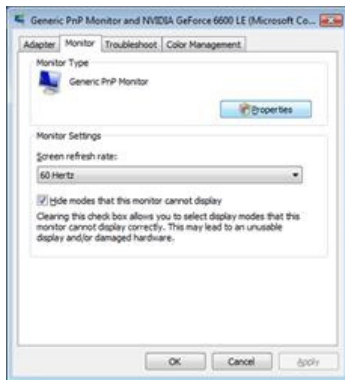 Generic PnP Monitor and NVIDIA GeForce 6600 LE (Microsoft Co...
Adapter Monitor Troubleshoot Color Management
Monitor Type
Generic PnP Monitor
Properties
Monitor Settings
Screen refresh rate:
60 Hertz
Hide modes that this monitor cannot display
Clearing this check box allows you to select display modes that this
monitor cannot display correctly. This may lead to an unusable
display and/or damaged hardware.
OK Cancel Apply